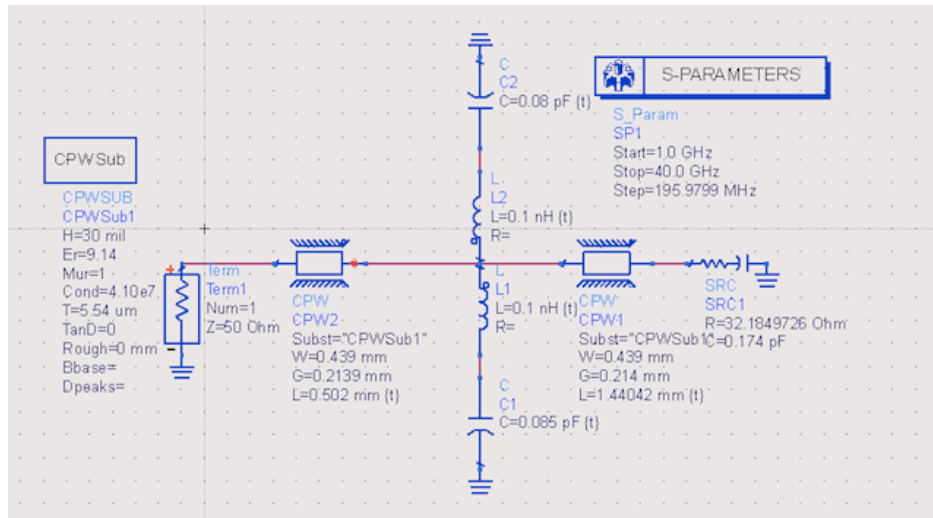 CPWSub
CPWSUB
CPWSub1
H=30 mil
Er=9.14
Mur=1
Cond=4.10e7
T=5.54 um
TanD=0
Rough=0 mm
Bbase=
Dpeaks=
+
-
Term
Term1
Num=1
Z=50 Ohm
CPW
CPW2
Subst="CPWSub1"
W=0.439 mm
G=0.2139 mm
L=0.502 mm {t}
C
C2
C=0.08 pF {t}
L
L2
L=0.1 nH {t}
R=
L
L1
L=0.1 nH {t}
R=
C
C1
C=0.085 pF {t}
CPW
CPW1
Subst="CPWSub1"
W=0.439 mm
G=0.214 mm
L=1.44042 mm {t}
SRC
SRC1
R=32.1849726 Ohm
C=0.174 pF
S-PARAMETERS
S_Param
SP1
Start=1.0 GHz
Stop=40.0 GHz
Step=195.9799 MHz